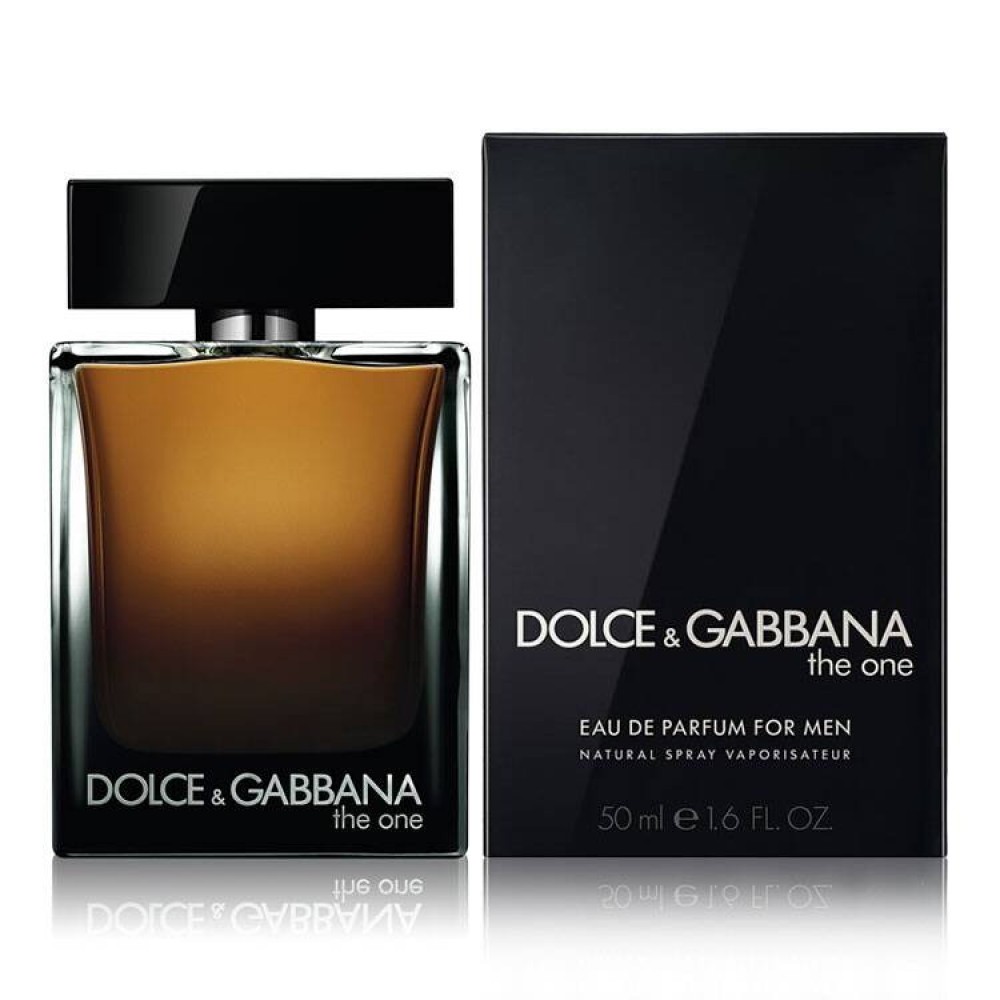 DOLCE & GABBANA
the one
DOLCE & GABBANA
the one
EAU DE PARFUM FOR MEN
NATURAL SPRAY VAPORISATEUR
50 ml ℮ 1.6 FL. OZ.